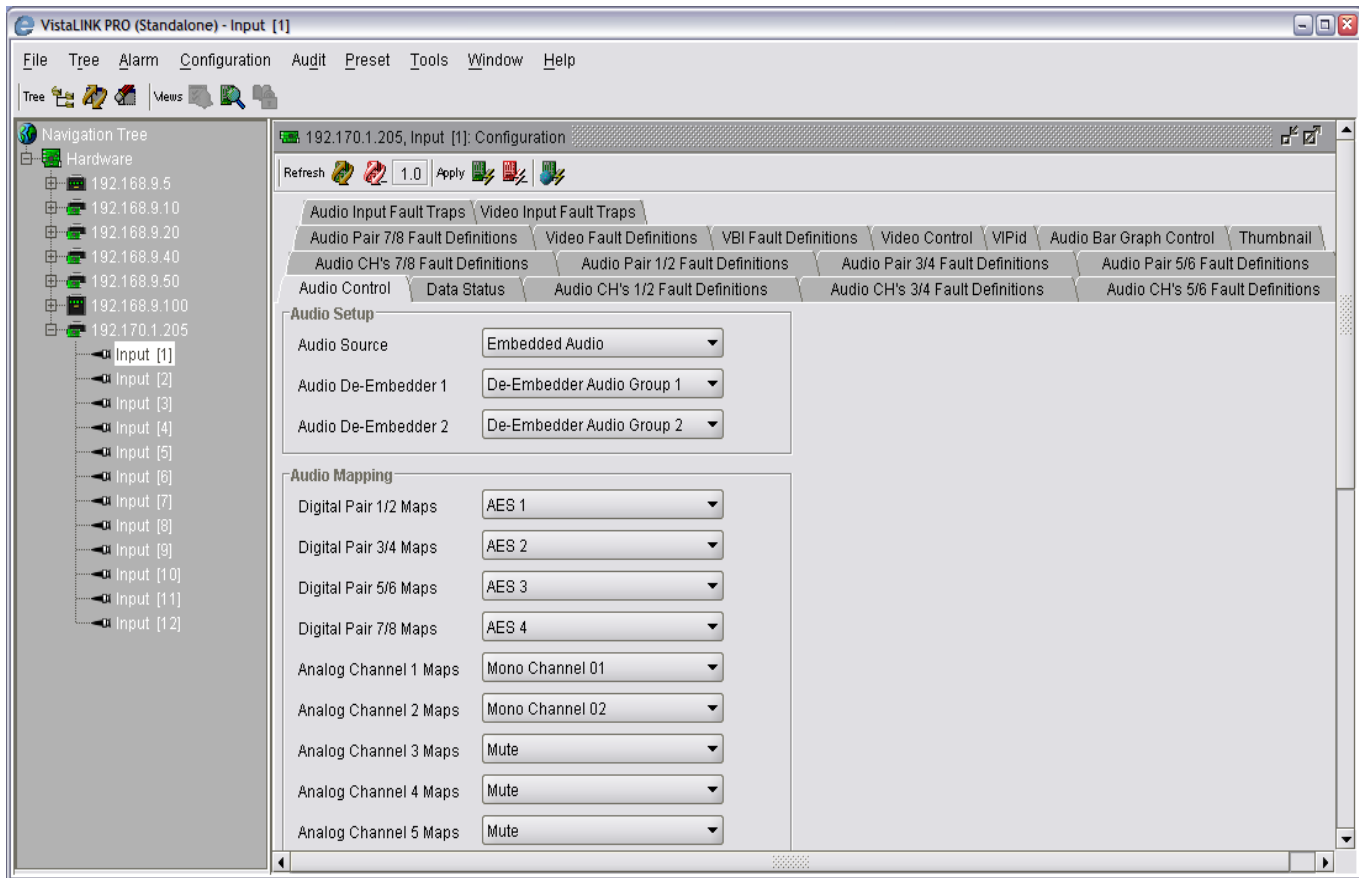 VistaLINK PRO (Standalone) - Input [1]
File Tree Alarm Configuration Audit Preset Tools Window Help
Tree Views
Navigation Tree
Hardware
192.168.9.5
192.168.9.10
192.168.9.20
192.168.9.40
192.168.9.50
192.168.9.100
192.170.1.205
Input [1]
Input [2]
Input [3]
Input [4]
Input [5]
Input [6]
Input [7]
Input [8]
Input [9]
Input [10]
Input [11]
Input [12]
192.170.1.205, Input [1]: Configuration
Refresh 1.0 Apply
Audio Input Fault Traps Video Input Fault Traps
Audio Pair 7/8 Fault Definitions Video Fault Definitions VBI Fault Definitions Video Control VIPid Audio Bar Graph Control Thumbnail
Audio CH's 7/8 Fault Definitions Audio Pair 1/2 Fault Definitions Audio Pair 3/4 Fault Definitions Audio Pair 5/6 Fault Definitions
Audio Control Data Status Audio CH's 1/2 Fault Definitions Audio CH's 3/4 Fault Definitions Audio CH's 5/6 Fault Definitions
Audio Setup
Audio Source Embedded Audio
Audio De-Embedder 1 De-Embedder Audio Group 1
Audio De-Embedder 2 De-Embedder Audio Group 2
Audio Mapping
Digital Pair 1/2 Maps AES 1
Digital Pair 3/4 Maps AES 2
Digital Pair 5/6 Maps AES 3
Digital Pair 7/8 Maps AES 4
Analog Channel 1 Maps Mono Channel 01
Analog Channel 2 Maps Mono Channel 02
Analog Channel 3 Maps Mute
Analog Channel 4 Maps Mute
Analog Channel 5 Maps Mute